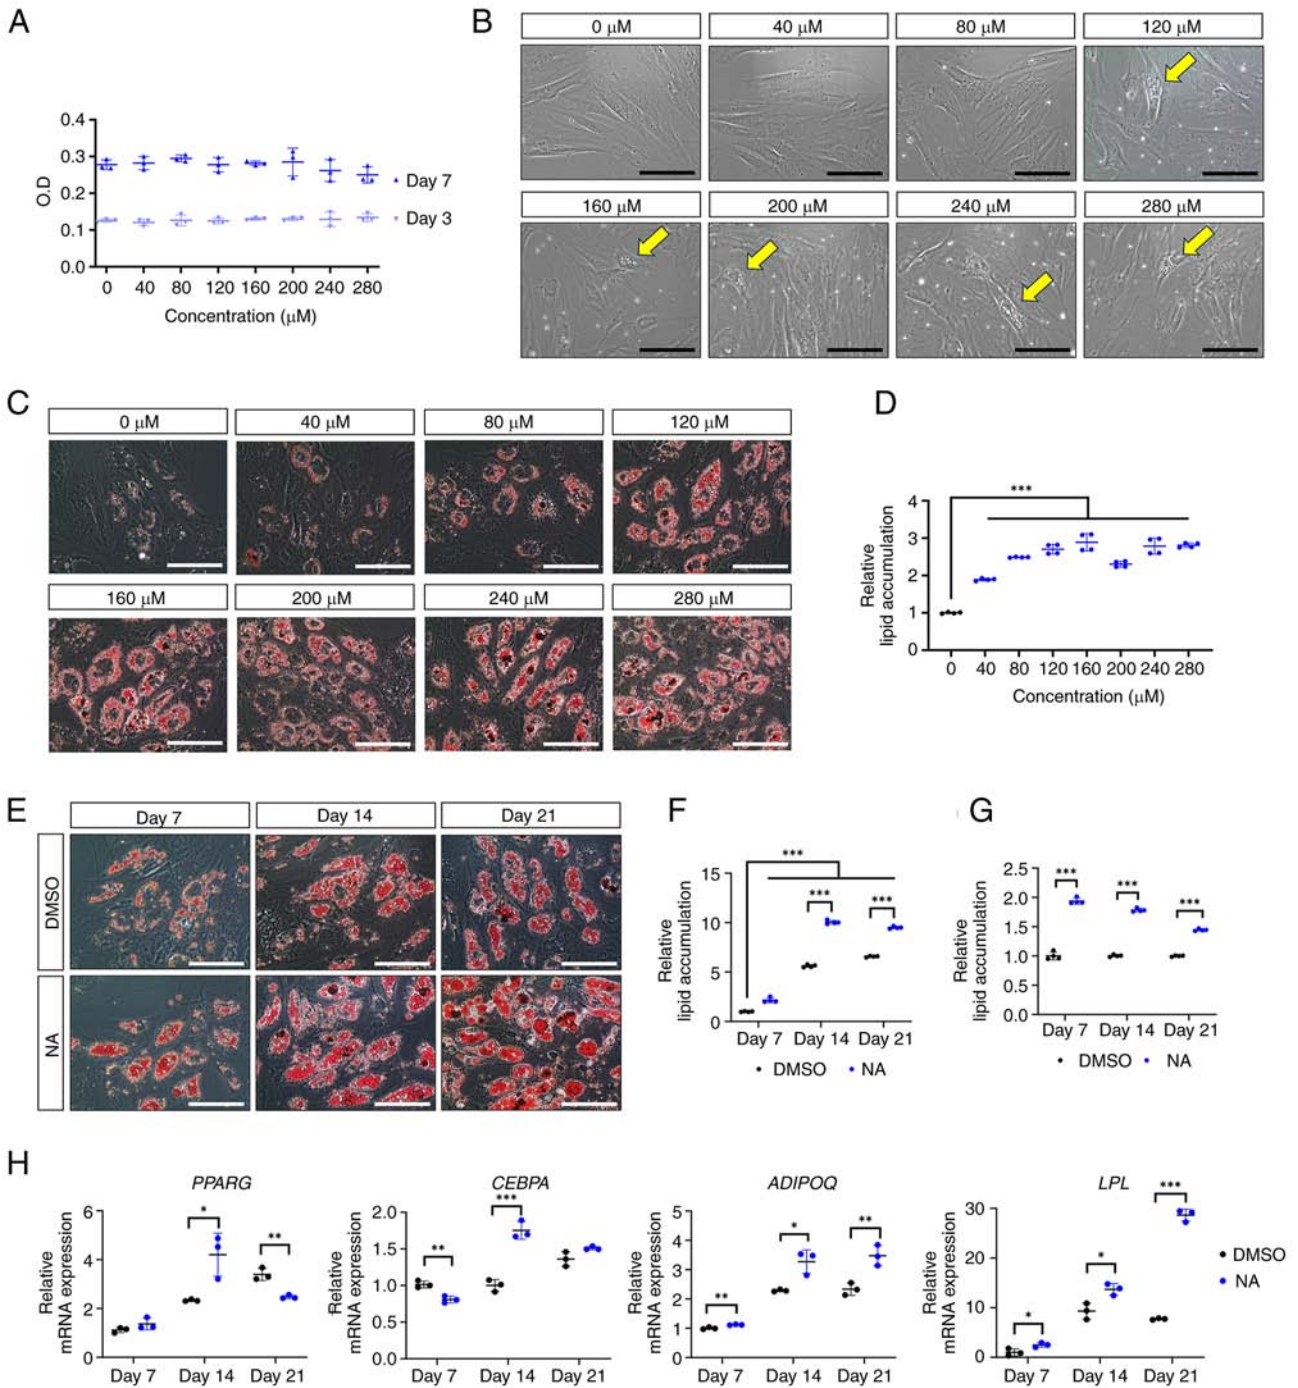 A
0.4
0.3
0.2
0.1
0.0
O.D
Day 7
Day 3
0 40 80 120 160 200 240 280
Concentration (μM)
B
0 μM 40 μM 80 μM 120 μM
160 μM 200 μM 240 μM 280 μM
C
0 μM 40 μM 80 μM 120 μM
160 μM 200 μM 240 μM 280 μM
D
***
4
3
2
1
0
Relative
lipid accumulation
0 40 80 120 160 200 240 280
Concentration (μM)
E
Day 7 Day 14 Day 21
DMSO
NA
F
***
*** ***
15
10
5
0
Relative
lipid accumulation
Day 7 Day 14 Day 21
DMSO NA
G
*** *** ***
2.5
2.0
1.5
1.0
0.5
0.0
Relative
lipid accumulation
Day 7 Day 14 Day 21
DMSO NA
H
PPARG
* **
6
4
2
0
Relative
mRNA expression
Day 7 Day 14 Day 21
CEBPA
** ***
2.0
1.5
1.0
0.5
0.0
Relative
mRNA expression
Day 7 Day 14 Day 21
ADIPOQ
** * **
5
4
3
2
1
0
Relative
mRNA expression
Day 7 Day 14 Day 21
LPL
* * ***
30
20
10
0
Relative
mRNA expression
Day 7 Day 14 Day 21
DMSO
NA